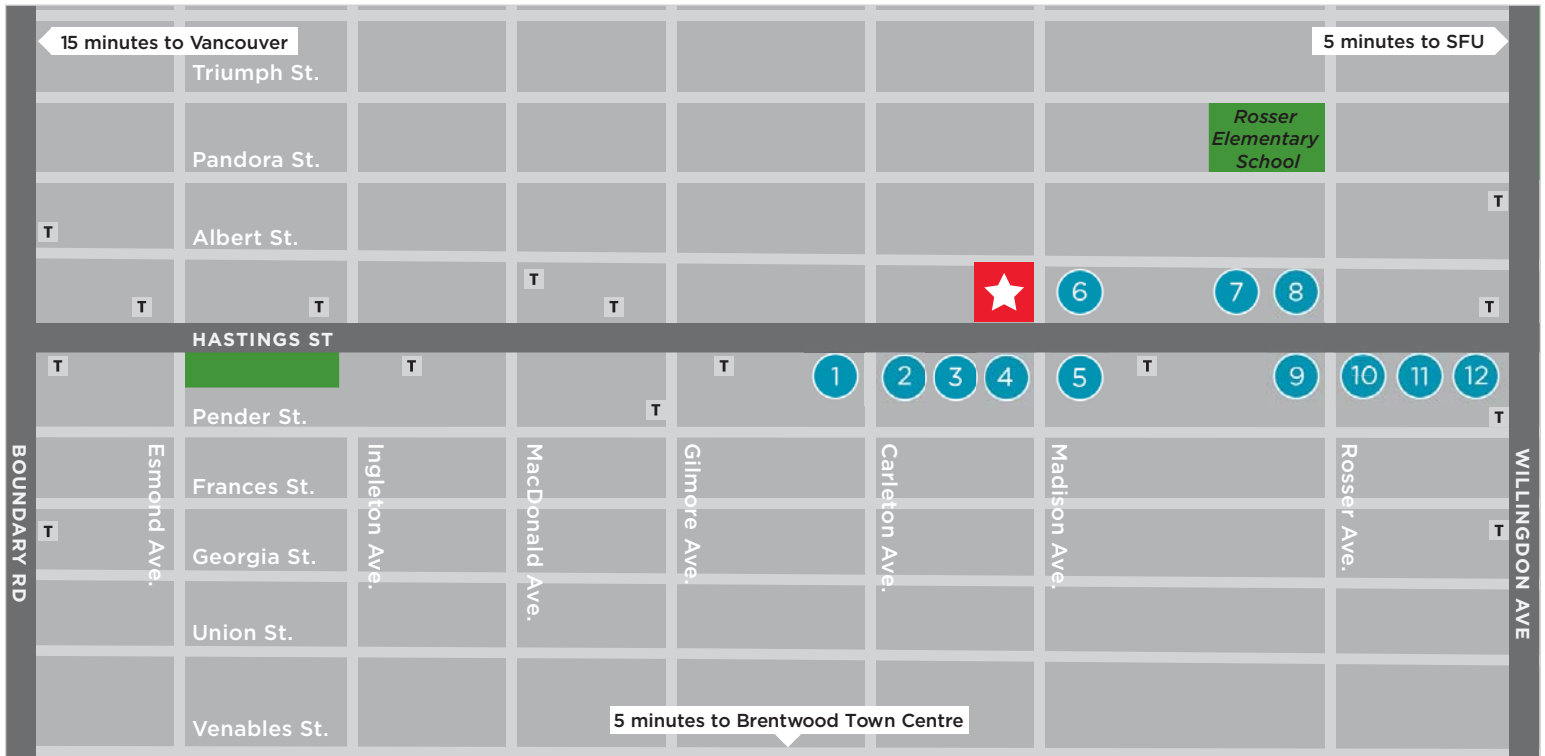 15 minutes to Vancouver
5 minutes to SFU
Triumph St.
Rosser
Elementary
School
Pandora St.
T
T
Albert St.
T
6
7
8
T
T
T
T
HASTINGS ST
T
T
T
1
2
3
4
5
T
9
10
11
12
Pender St.
T
T
BOUNDARY RD
Esmond Ave.
Ingleton Ave.
MacDonald Ave.
Gilmore Ave.
Carleton Ave.
Madison Ave.
Rosser Ave.
WILLINGDON AVE
Frances St.
T
T
Georgia St.
Union St.
Venables St.
5 minutes to Brentwood Town Centre